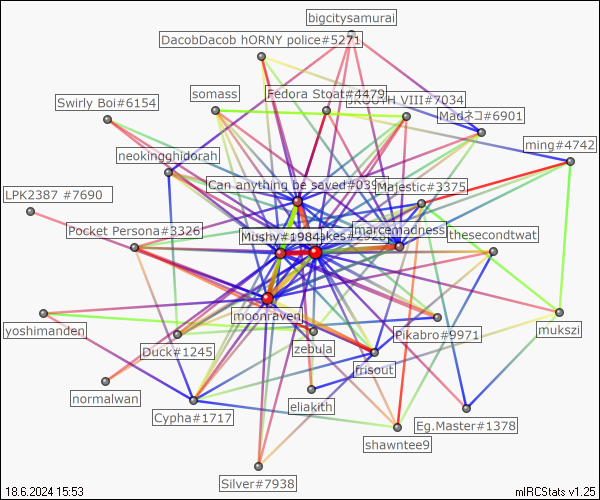 bigcitysamurai
DacobDacob hORNY police#5271
somass
Fedora Stoat#4479
VIII#7034
Swirly Boi#6154
Madネコ#6901
ming#4742
neokingghidorah
Can anything be saved#039
Majestic#3375
LPK2387 #7690
Pocket Persona#3326
Mushy#1984
marcemadness
thesecondtwat
moonraven
yoshimanden
Duck#1245
zebula
Pikabro#9971
mukszi
frisout
normalwan
Cypha#1717
eliakith
Eg.Master#1378
shawntee9
Silver#7938
18.6.2024 15:53
mIRCStats v1.25